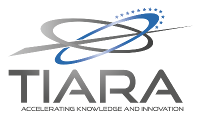 TIARA
ACCELERATING KNOWLEDGE AND INNOVATION